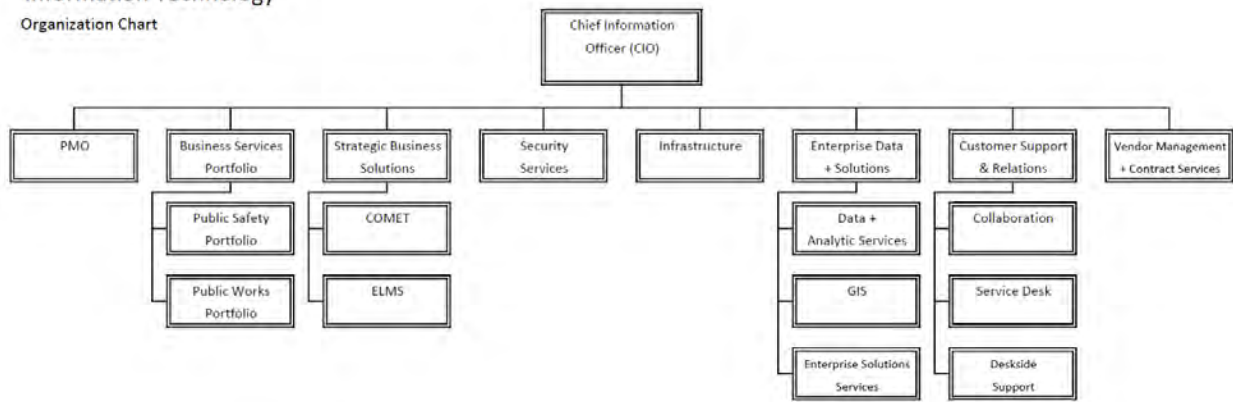 Information Technology
Organization Chart
Chief Information
Officer (CIO)
PMO
Business Services
Portfolio
Strategic Business
Solutions
Security
Services
Infrastructure
Enterprise Data
+ Solutions
Customer Support
& Relations
Vendor Management
+ Contract Services
Public Safety
Portfolio
COMET
Data +
Analytic Services
Collaboration
Public Works
Portfolio
ELMS
GIS
Service Desk
Enterprise Solutions
Services
Deskside
Support